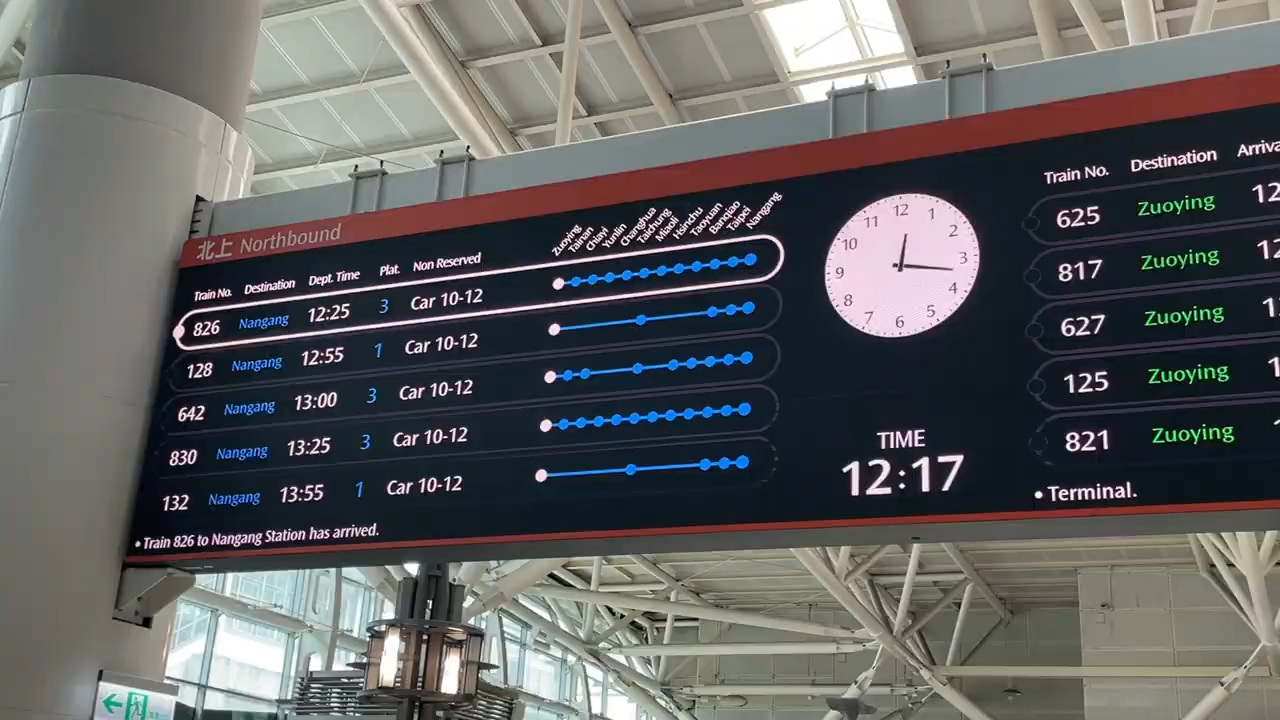 北上 Northbound
Train No. Destination Dept. Time Plat. Non Reserved Zuoying Tainan Chiayi Yunlin Changhua Taichung Miaoli Hsinchu Taoyuan Banqiao Taipei Nangang
826 Nangang 12:25 3 Car 10-12
128 Nangang 12:55 1 Car 10-12
642 Nangang 13:00 3 Car 10-12
830 Nangang 13:25 3 Car 10-12
132 Nangang 13:55 1 Car 10-12
• Train 826 to Nangang Station has arrived.
12 1 2 3 4 5 6 7 8 9 10 11
TIME
12:17
Train No. Destination
625 Zuoying
817 Zuoying
627 Zuoying
125 Zuoying
821 Zuoying
• Terminal.